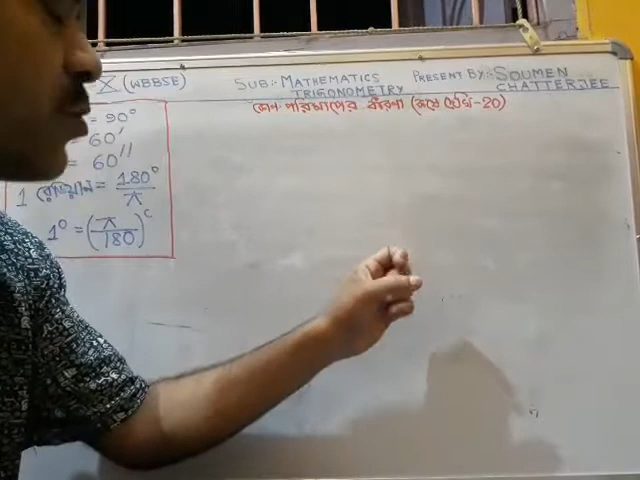 X (WBBSE) SUB:- MATHEMATICS PRESENT BY:- SOUMEN
TRIGONOMETRY CHATTERJEE
কোণ পরিমাপের ধারণা (কষে দেখি-20)
= 90°
= 60'
= 60''
1 রেডিয়ান = 180°/π
1° = (π/180)ᶜ